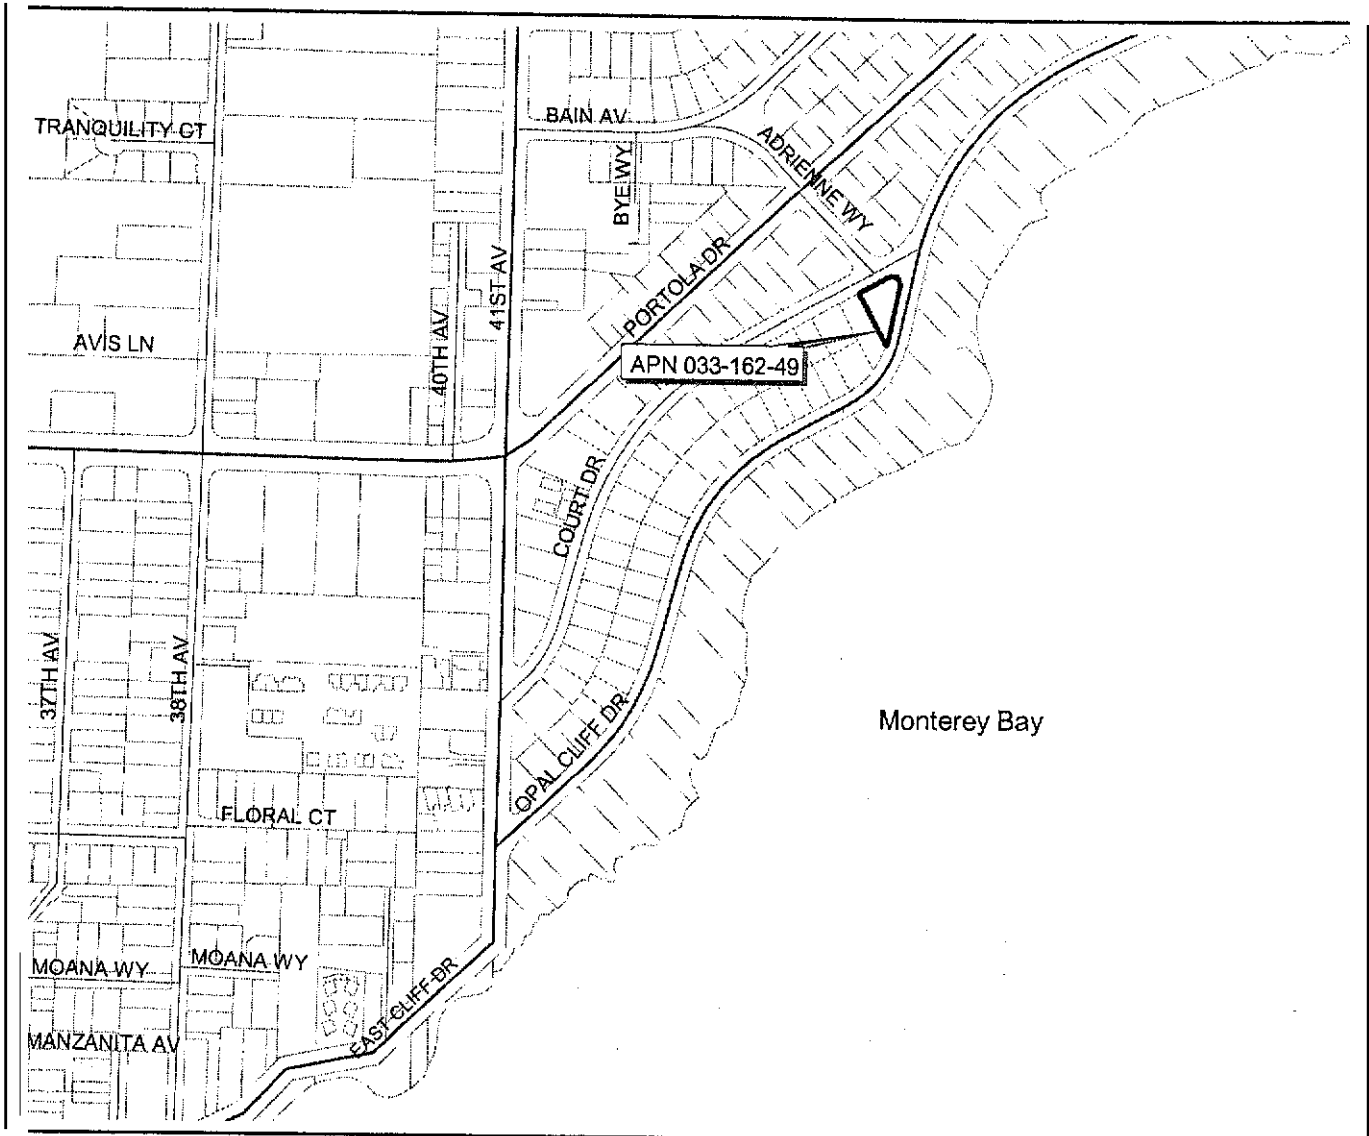 BAIN AV
TRANQUILITY CT
ADRIENNE WY
BYE WY
PORTOLA DR
41ST AV
40TH AV
AVIS LN
APN 033-162-49
COURT DR
37TH AV
38TH AV
OPAL CLIFF DR
Monterey Bay
FLORAL CT
MOANA WY
MOANA WY
EAST CLIFF DR
MANZANITA AV